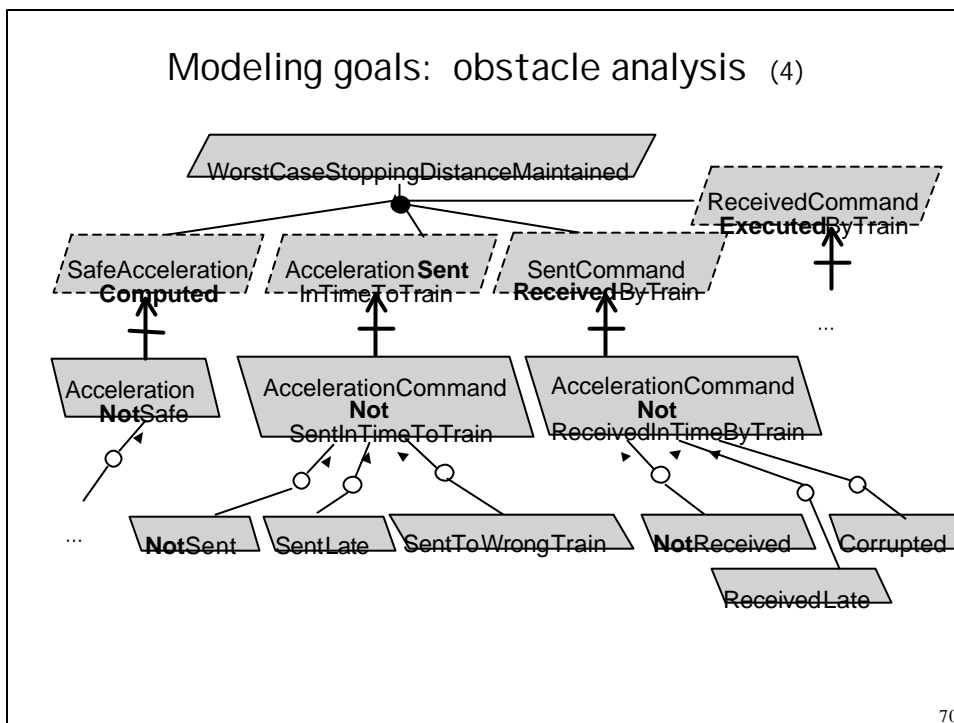 Modeling goals: obstacle analysis (4)
WorstCaseStoppingDistanceMaintained
ReceivedCommand
ExecutedByTrain
SafeAcceleration
Computed
Acceleration Sent
InTimeToTrain
SentCommand
ReceivedByTrain
...
Acceleration
NotSafe
AccelerationCommand
Not
SentInTimeToTrain
AccelerationCommand
Not
ReceivedInTimeByTrain
...
NotSent
SentLate
SentToWrongTrain
NotReceived
Corrupted
ReceivedLate
70